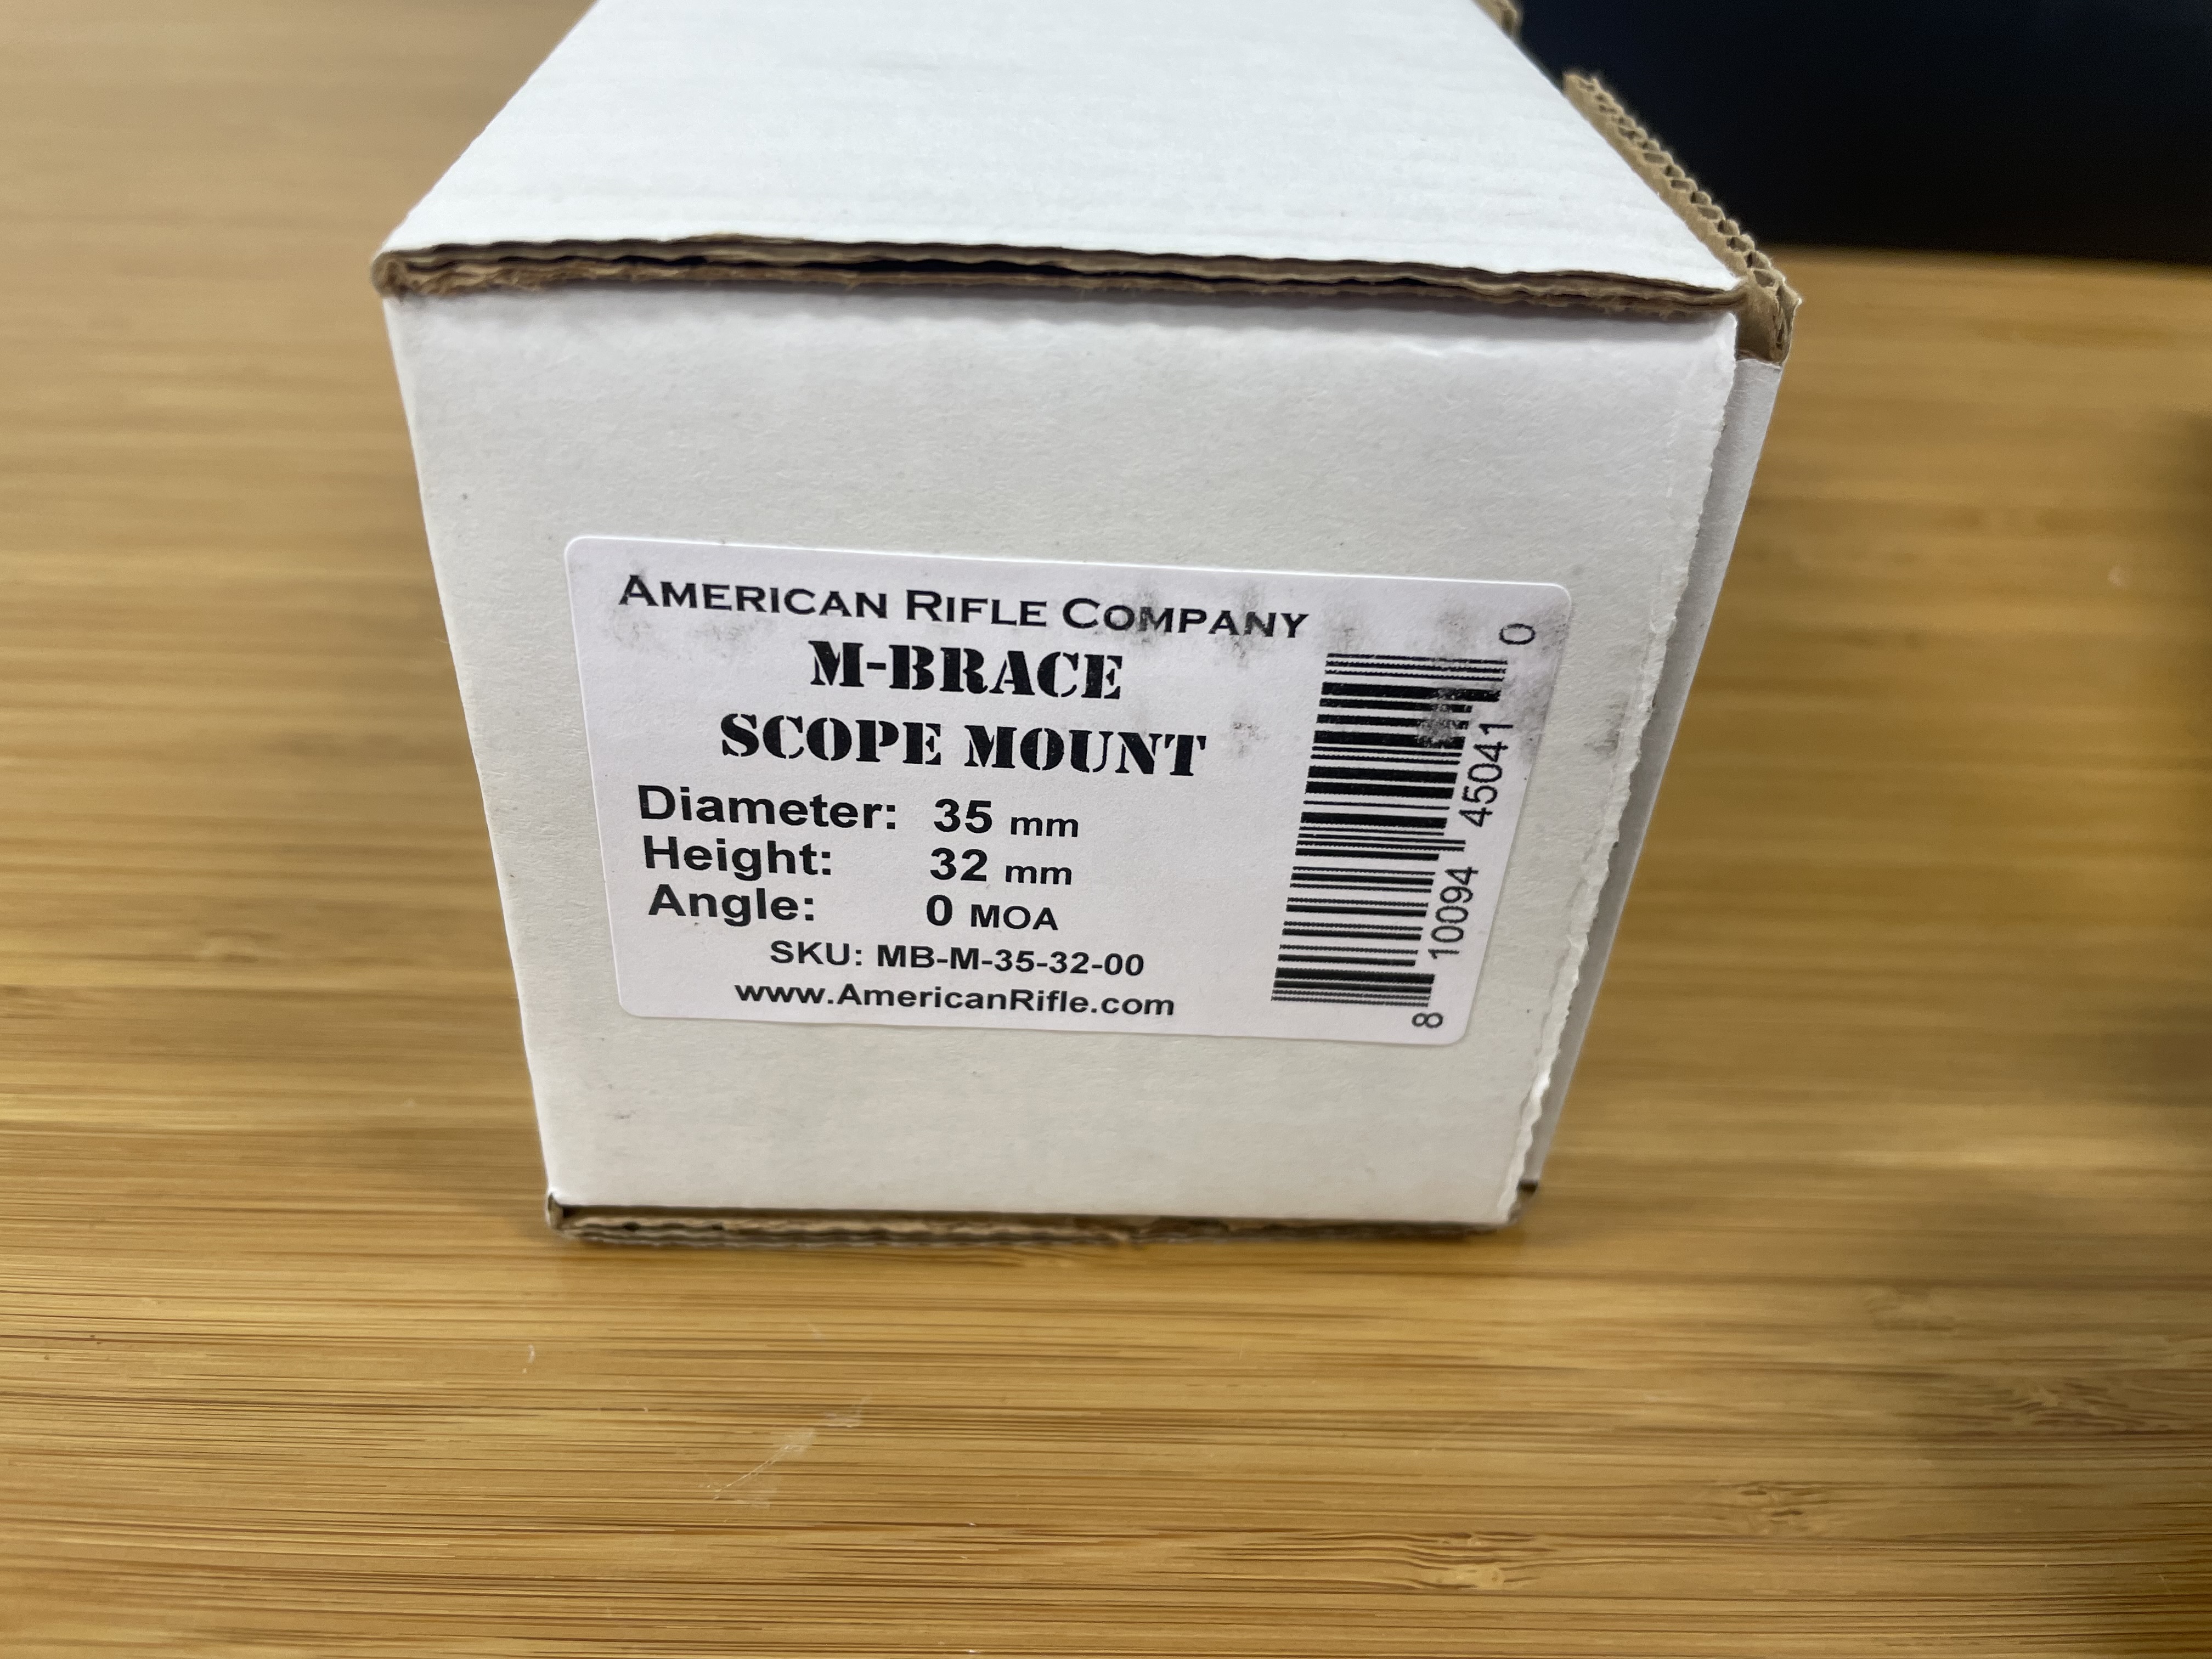 AMERICAN RIFLE COMPANY
M-BRACE
SCOPE MOUNT
Diameter: 35 mm
Height: 32 mm
Angle: 0 MOA
SKU: MB-M-35-32-00
www.AmericanRifle.com
8 10094 45041 0